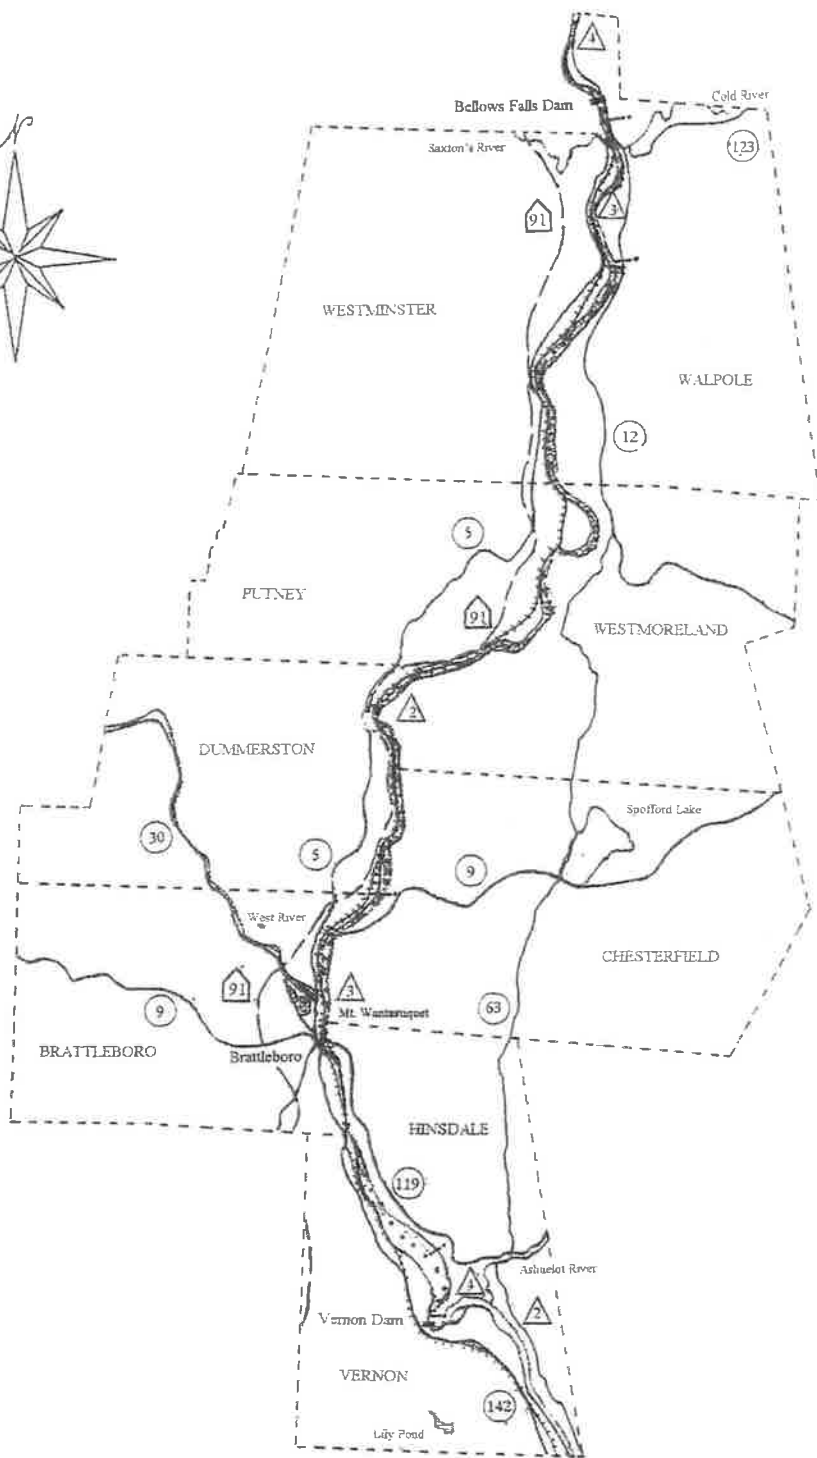 N
4
Bellows Falls Dam
Cold River
123
Saxton's River
3
91
WESTMINSTER
WALPOLE
12
5
PUTNEY
91
WESTMORELAND
2
DUMMERSTON
Spofford Lake
30
5
9
West River
CHESTERFIELD
91
3
63
9
Mt. Wantastiquet
BRATTLEBORO
Brattleboro
HINSDALE
119
Ashuelot River
4
2
Vernon Dam
VERNON
142
Lily Pond